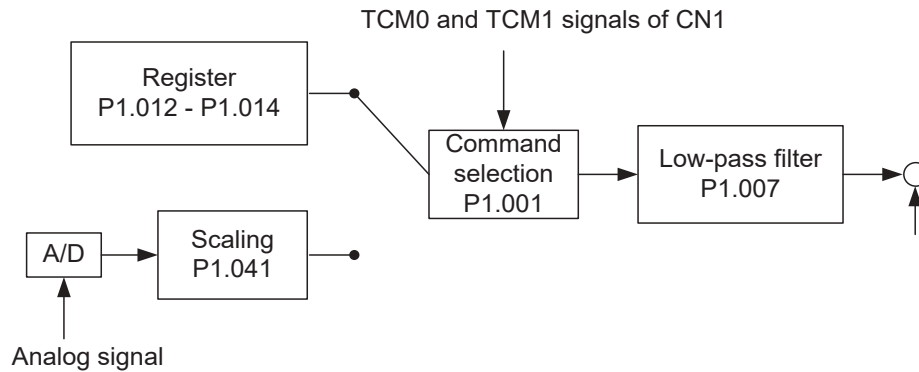 TCM0 and TCM1 signals of CN1
Register
P1.012 - P1.014
Command
selection
P1.001
Low-pass filter
P1.007
Scaling
P1.041
A/D
Analog signal